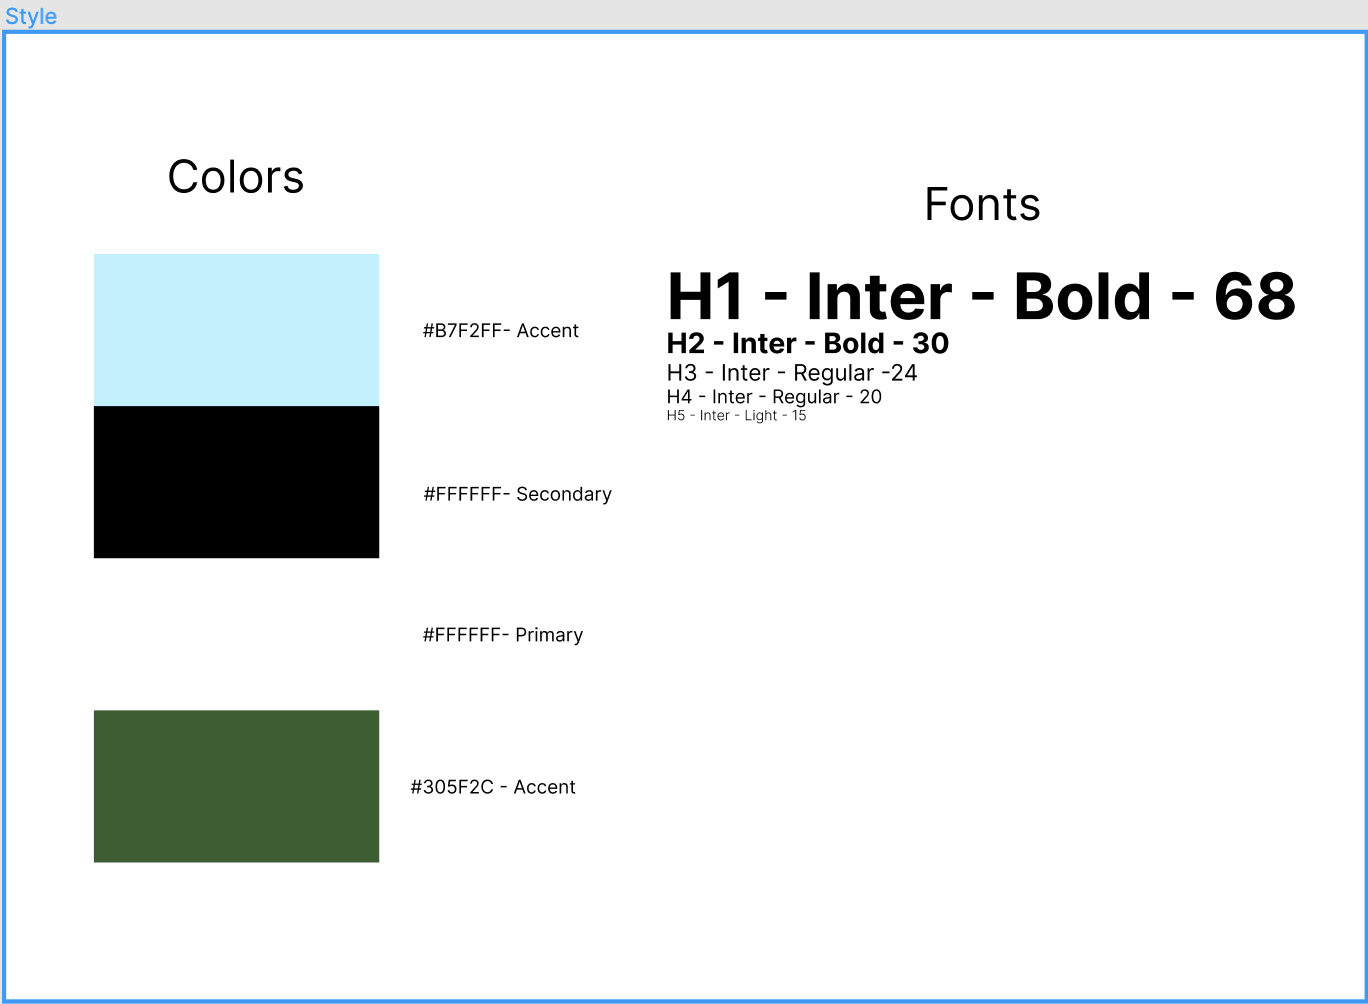 Style
Colors
#B7F2FF- Accent
#FFFFFF- Secondary
#FFFFFF- Primary
#305F2C - Accent
Fonts
H1 - Inter - Bold - 68
H2 - Inter - Bold - 30
H3 - Inter - Regular -24
H4 - Inter - Regular - 20
H5 - Inter - Light - 15